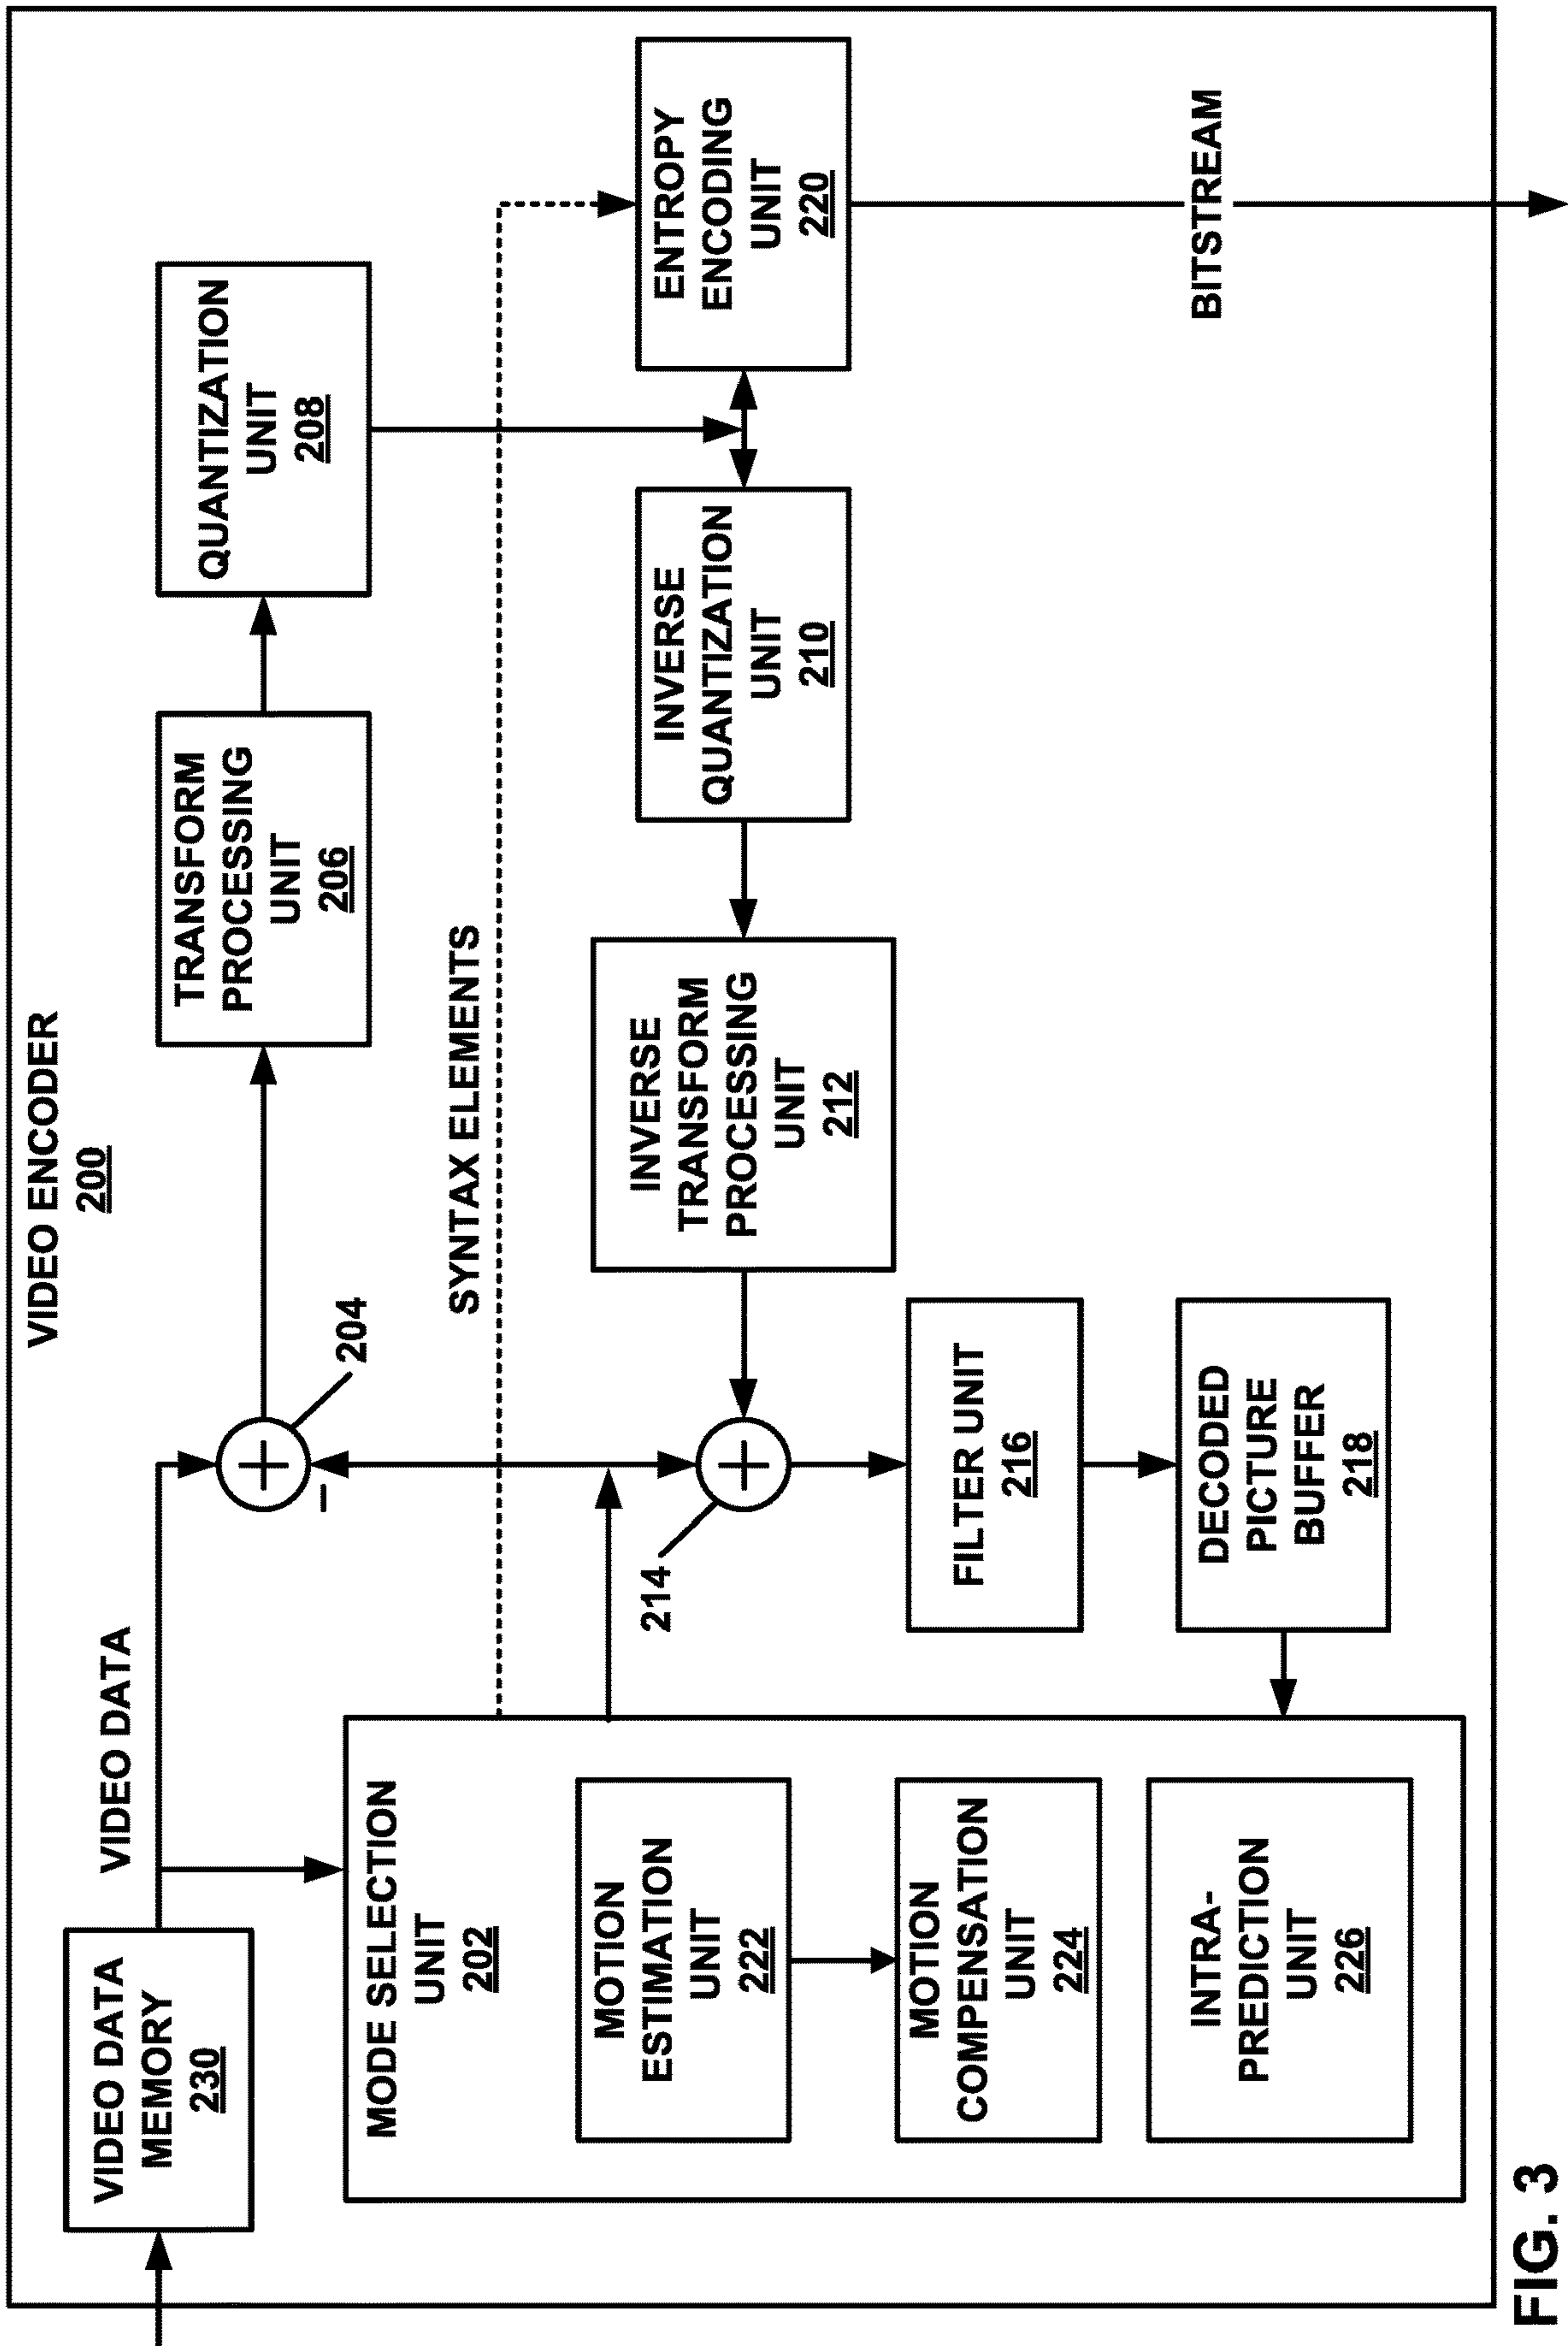 VIDEO ENCODER
200
VIDEO DATA
MEMORY
230
VIDEO DATA
204
-
TRANSFORM
PROCESSING
UNIT
206
QUANTIZATION
UNIT
208
SYNTAX ELEMENTS
MODE SELECTION
UNIT
202
MOTION
ESTIMATION
UNIT
222
MOTION
COMPENSATION
UNIT
224
INTRA-
PREDICTION
UNIT
226
214
INVERSE
TRANSFORM
PROCESSING
UNIT
212
INVERSE
QUANTIZATION
UNIT
210
ENTROPY
ENCODING
UNIT
220
FILTER UNIT
216
DECODED
PICTURE
BUFFER
218
BITSTREAM
FIG. 3